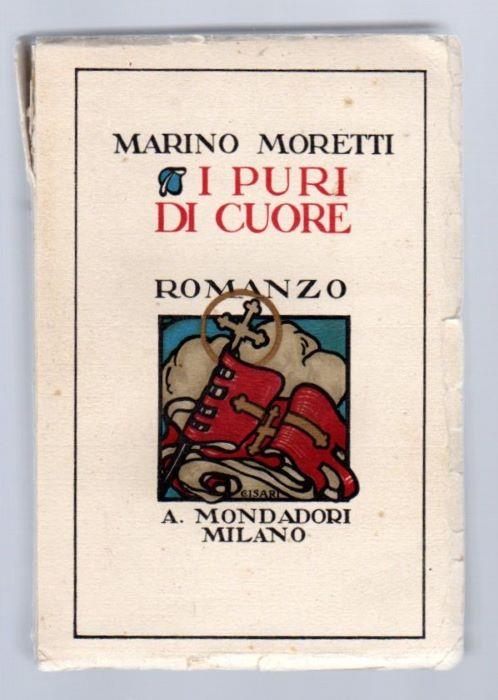 MARINO MORETTI
I PURI
DI CUORE
ROMANZO
CISARI
A. MONDADORI
MILANO